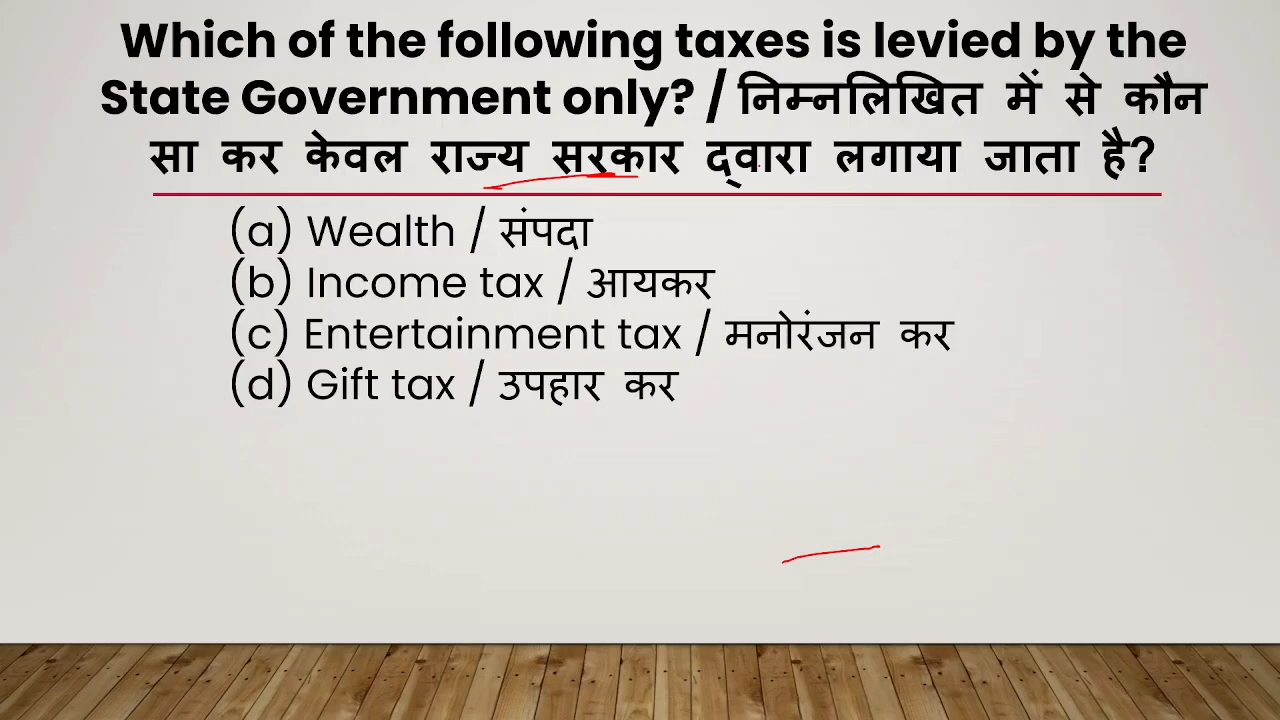 Which of the following taxes is levied by the
State Government only? / निम्नलिखित में से कौन
सा कर केवल राज्य सरकार द्वारा लगाया जाता है?
(a) Wealth / संपदा
(b) Income tax / आयकर
(c) Entertainment tax / मनोरंजन कर
(d) Gift tax / उपहार कर